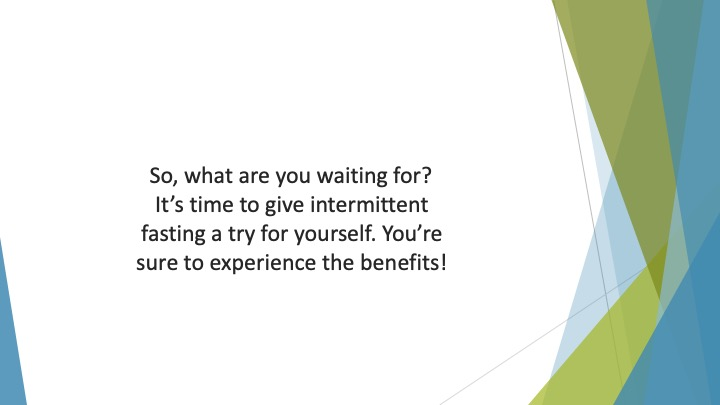 So, what are you waiting for?
It’s time to give intermittent
fasting a try for yourself. You’re
sure to experience the benefits!